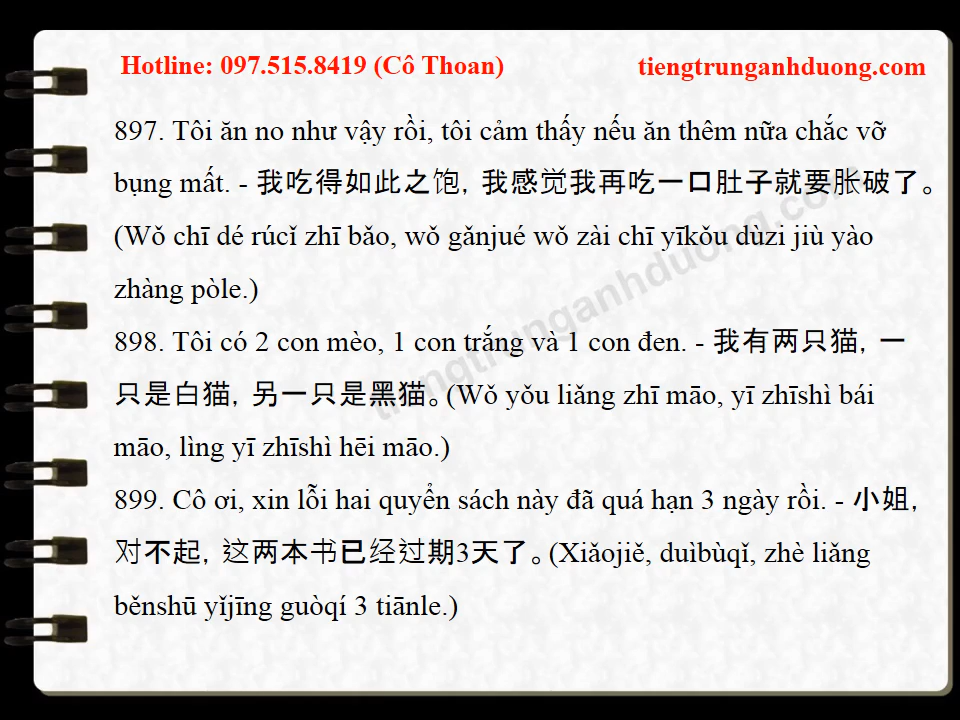 Hotline: 097.515.8419 (Cô Thoan) tiengtrunganhduong.com
897. Tôi ăn no như vậy rồi, tôi cảm thấy nếu ăn thêm nữa chắc vỡ
bụng mất. - 我吃得如此之饱，我感觉我再吃一口肚子就要胀破了。
(Wǒ chī dé rúcǐ zhī bǎo, wǒ gǎnjué wǒ zài chī yīkǒu dùzi jiù yào
zhàng pòle.)
898. Tôi có 2 con mèo, 1 con trắng và 1 con đen. - 我有两只猫，一
只是白猫，另一只是黑猫。(Wǒ yǒu liǎng zhī māo, yī zhīshì bái
māo, lìng yī zhīshì hēi māo.)
899. Cô ơi, xin lỗi hai quyển sách này đã quá hạn 3 ngày rồi. - 小姐，
对不起，这两本书已经过期3天了。(Xiǎojiě, duìbùqǐ, zhè liǎng
běnshū yǐjīng guòqí 3 tiānle.)
tiengtrunganhduong.com